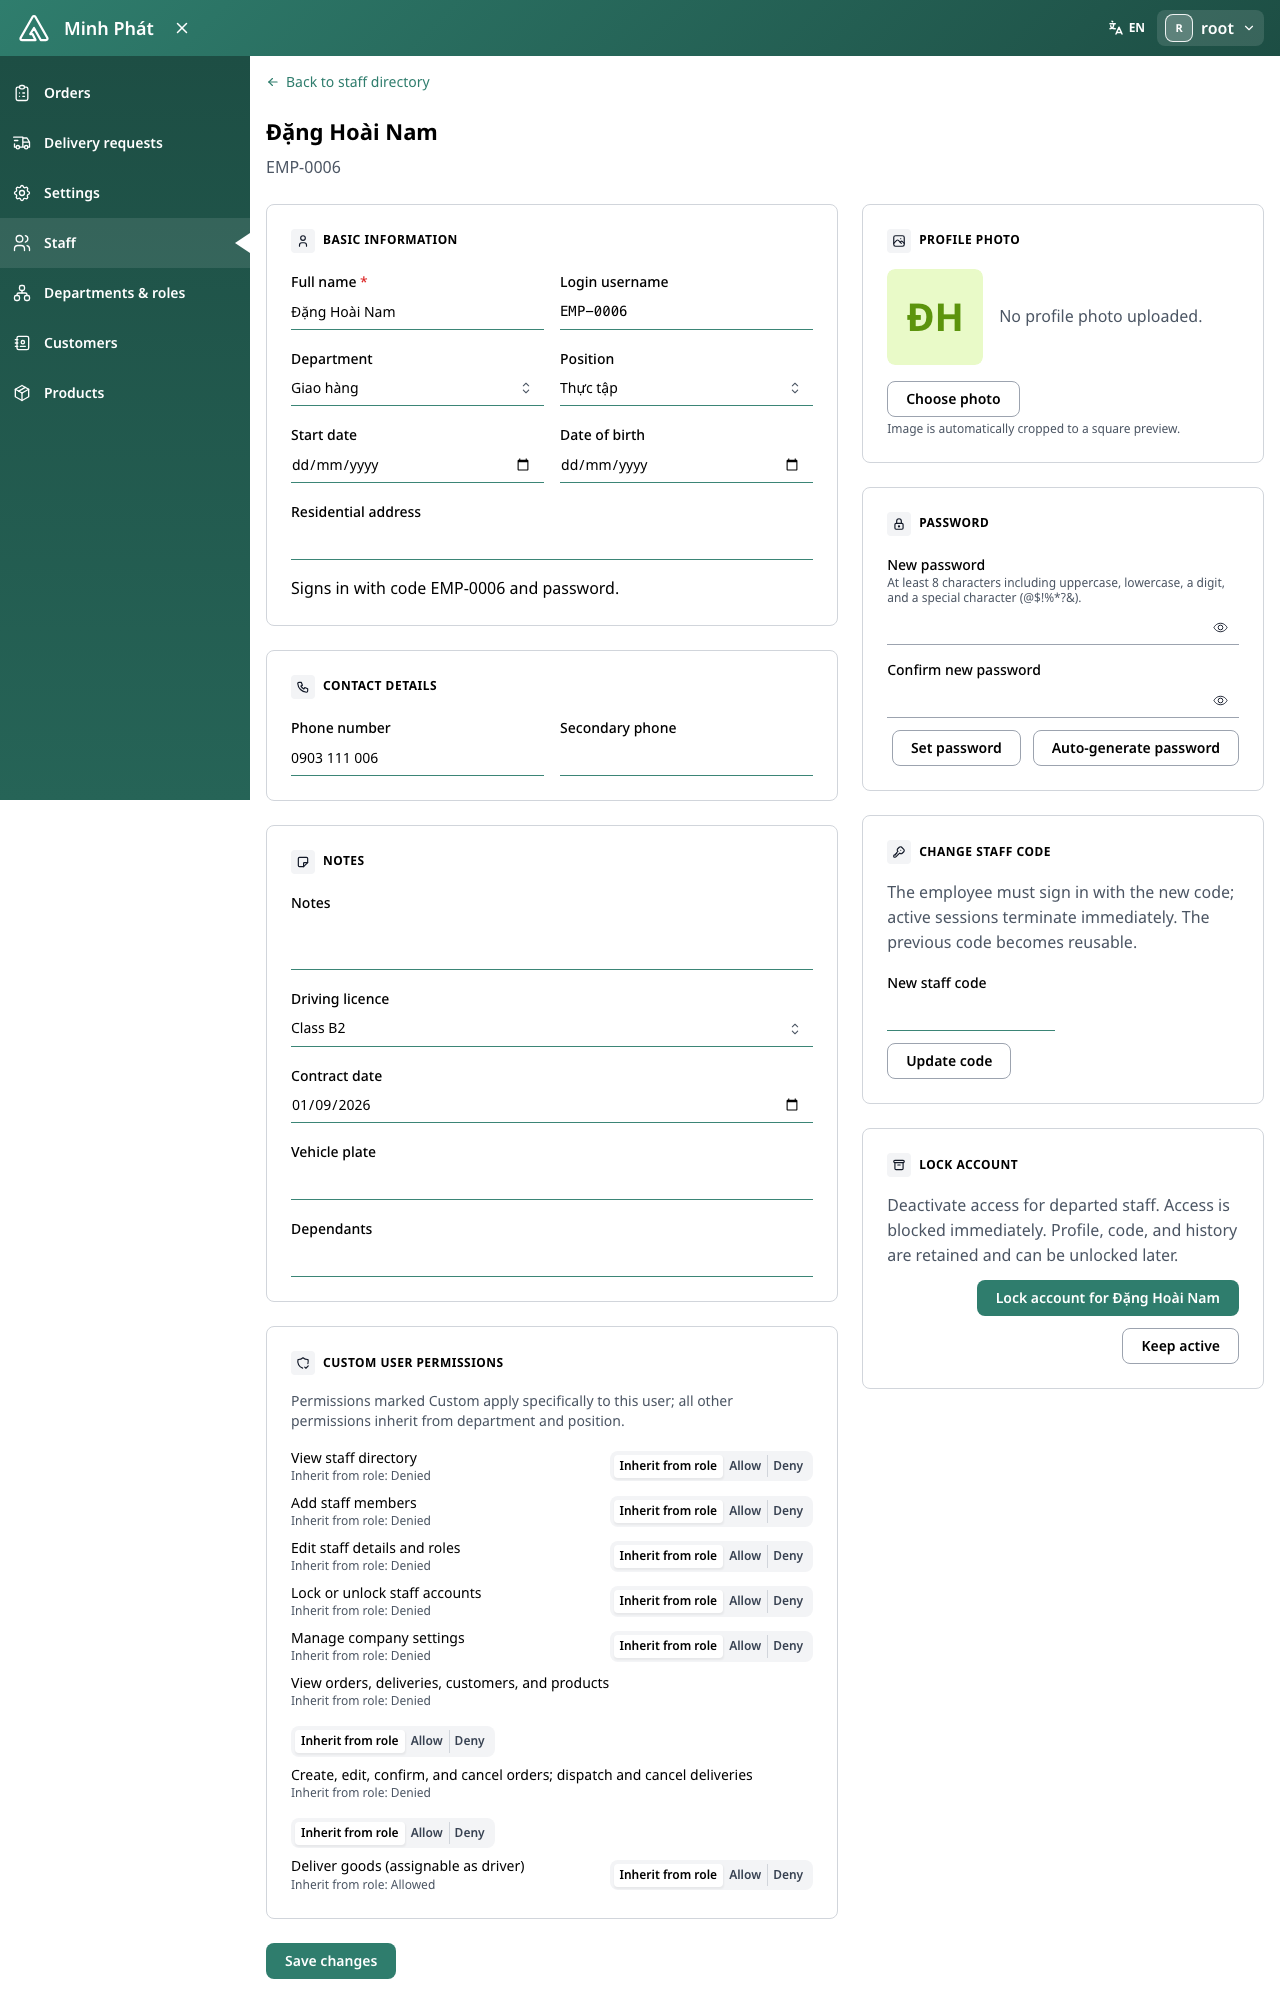 Minh Phát
EN
R
root
Orders
Delivery requests
Settings
Staff
Departments & roles
Customers
Products
Back to staff directory
Đặng Hoài Nam
EMP-0006
BASIC INFORMATION
Full name *
Đặng Hoài Nam
Login username
EMP-0006
Department
Giao hàng
Position
Thực tập
Start date
dd/mm/yyyy
Date of birth
dd/mm/yyyy
Residential address
Signs in with code EMP-0006 and password.
CONTACT DETAILS
Phone number
0903 111 006
Secondary phone
NOTES
Notes
Driving licence
Class B2
Contract date
01/09/2026
Vehicle plate
Dependants
CUSTOM USER PERMISSIONS
Permissions marked Custom apply specifically to this user; all other
permissions inherit from department and position.
View staff directory
Inherit from role: Denied
Inherit from role Allow Deny
Add staff members
Inherit from role: Denied
Inherit from role Allow Deny
Edit staff details and roles
Inherit from role: Denied
Inherit from role Allow Deny
Lock or unlock staff accounts
Inherit from role: Denied
Inherit from role Allow Deny
Manage company settings
Inherit from role: Denied
Inherit from role Allow Deny
View orders, deliveries, customers, and products
Inherit from role: Denied
Inherit from role Allow Deny
Create, edit, confirm, and cancel orders; dispatch and cancel deliveries
Inherit from role: Denied
Inherit from role Allow Deny
Deliver goods (assignable as driver)
Inherit from role: Allowed
Inherit from role Allow Deny
Save changes
PROFILE PHOTO
ĐH
No profile photo uploaded.
Choose photo
Image is automatically cropped to a square preview.
PASSWORD
New password
At least 8 characters including uppercase, lowercase, a digit,
and a special character (@$!%*?&).
Confirm new password
Set password
Auto-generate password
CHANGE STAFF CODE
The employee must sign in with the new code;
active sessions terminate immediately. The
previous code becomes reusable.
New staff code
Update code
LOCK ACCOUNT
Deactivate access for departed staff. Access is
blocked immediately. Profile, code, and history
are retained and can be unlocked later.
Lock account for Đặng Hoài Nam
Keep active